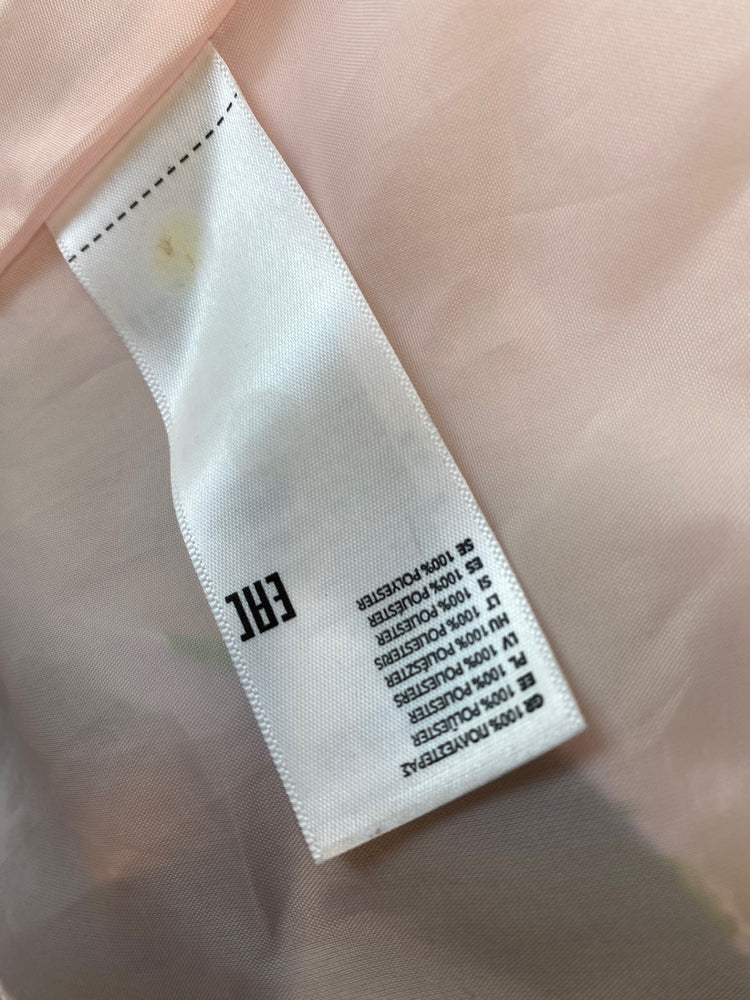 GR 100% ΠΟΛΥΕΣΤΕΡΑΣ
EE 100% POLÜESTER
PL 100% POLIESTER
LV 100% POLIESTERS
HU 100% POLIÉSZTER
LT 100% POLIESTERIS
SI 100% POLIESTER
ES 100% POLIÉSTER
SE 100% POLYESTER
EAC